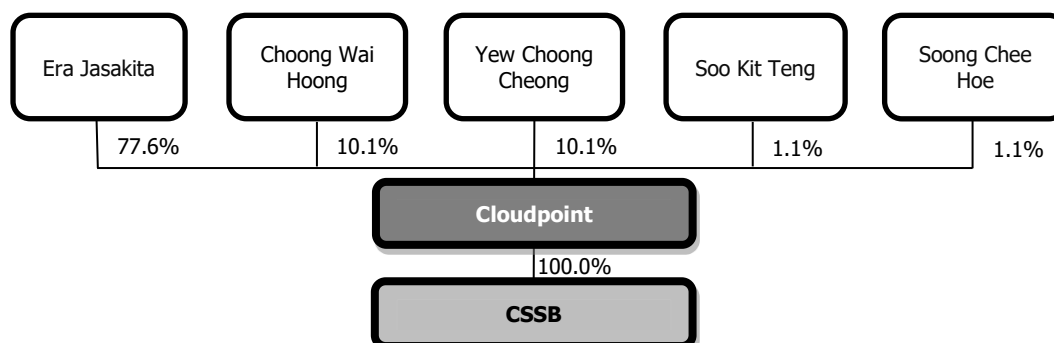 Era Jasakita
Choong Wai
Hoong
Yew Choong
Cheong
Soo Kit Teng
Soong Chee
Hoe
77.6%
10.1%
10.1%
1.1%
1.1%
Cloudpoint
100.0%
CSSB